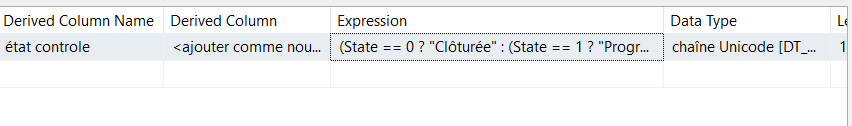 Derived Column Name Derived Column Expression Data Type Le
état controle <ajouter comme nou... (State == 0 ? "Clôturée" : (State == 1 ? "Progr... chaîne Unicode [DT_... 1